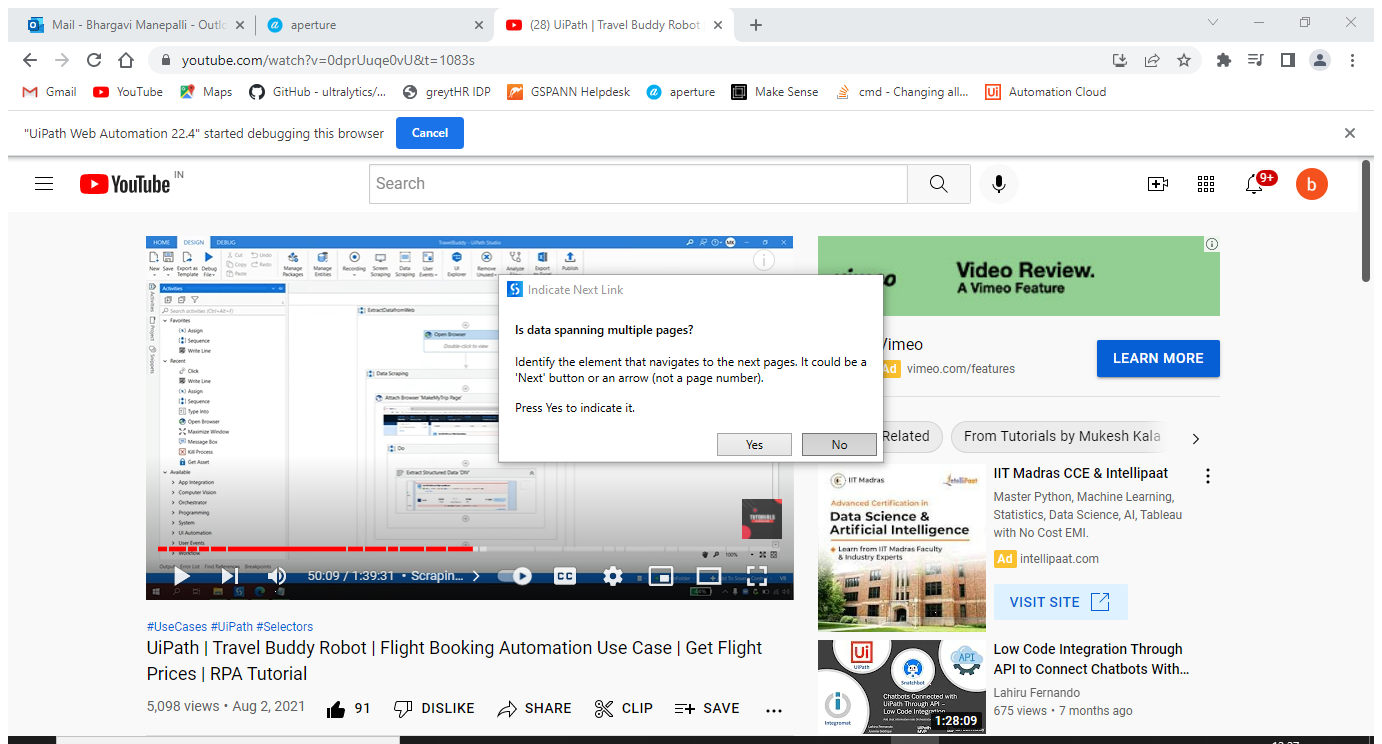 Mail - Bhargavi Manepalli - Outlo
aperture
(28) UiPath | Travel Buddy Robot
youtube.com/watch?v=0dprUuqe0vU&t=1083s
Gmail
YouTube
Maps
GitHub - ultralytics/...
greytHR IDP
GSPANN Helpdesk
aperture
Make Sense
cmd - Changing all...
Automation Cloud
"UiPath Web Automation 22.4" started debugging this browser
Cancel
YouTube IN
Search
9+
b
HOME DESIGN DEBUG
TravelBuddy - UiPath Studio
New Save Export as Template Debug File
Cut Copy Paste Undo Redo
Manage Packages
Manage Entities
Recording
Screen Scraping
Data Scraping
User Events
UI Explorer
Remove Unused
Analyze
Export
Publish
Activities
Search activities (Ctrl+Alt+F)
Favorites
Assign
Sequence
Write Line
Recent
Click
Write Line
Assign
Sequence
Type Into
Open Browser
Maximize Window
Message Box
Kill Process
Get Asset
Available
App Integration
Computer Vision
Orchestrator
Programming
System
UI Automation
User Events
Workflow
Activities
Project
Snippets
ExtractDatafromWeb
Open Browser
Double-click to view
Data Scraping
Attach Browser 'MakeMyTrip Page'
Do
Extract Structured Data 'DIV'
TUTORIALS
100%
Output Error List Find References Breakpoints
50:09 / 1:39:31 • Scrapin...
CC
Indicate Next Link
Is data spanning multiple pages?
Identify the element that navigates to the next pages. It could be a
'Next' button or an arrow (not a page number).
Press Yes to indicate it.
Yes
No
#UseCases #UiPath #Selectors
UiPath | Travel Buddy Robot | Flight Booking Automation Use Case | Get Flight
Prices | RPA Tutorial
5,098 views • Aug 2, 2021
91
DISLIKE
SHARE
CLIP
SAVE
vimeo
Video Review.
A Vimeo Feature
Vimeo
Ad vimeo.com/features
LEARN MORE
Related
From Tutorials by Mukesh Kala
IIT Madras
intelliPaat
Advanced Certification in
Data Science &
Artificial Intelligence
Learn from IIT Madras Faculty
& Industry Experts
IIT Madras CCE & Intellipaat
Master Python, Machine Learning,
Statistics, Data Science, AI, Tableau
with No Cost EMI.
Ad intellipaat.com
VISIT SITE
Ui
UiPath
Snatchbot
API
Integromat
Chatbots Connected with
UiPath Through API –
Low Code Integration
1:28:09
Low Code Integration Through
API to Connect Chatbots With...
Lahiru Fernando
675 views • 7 months ago